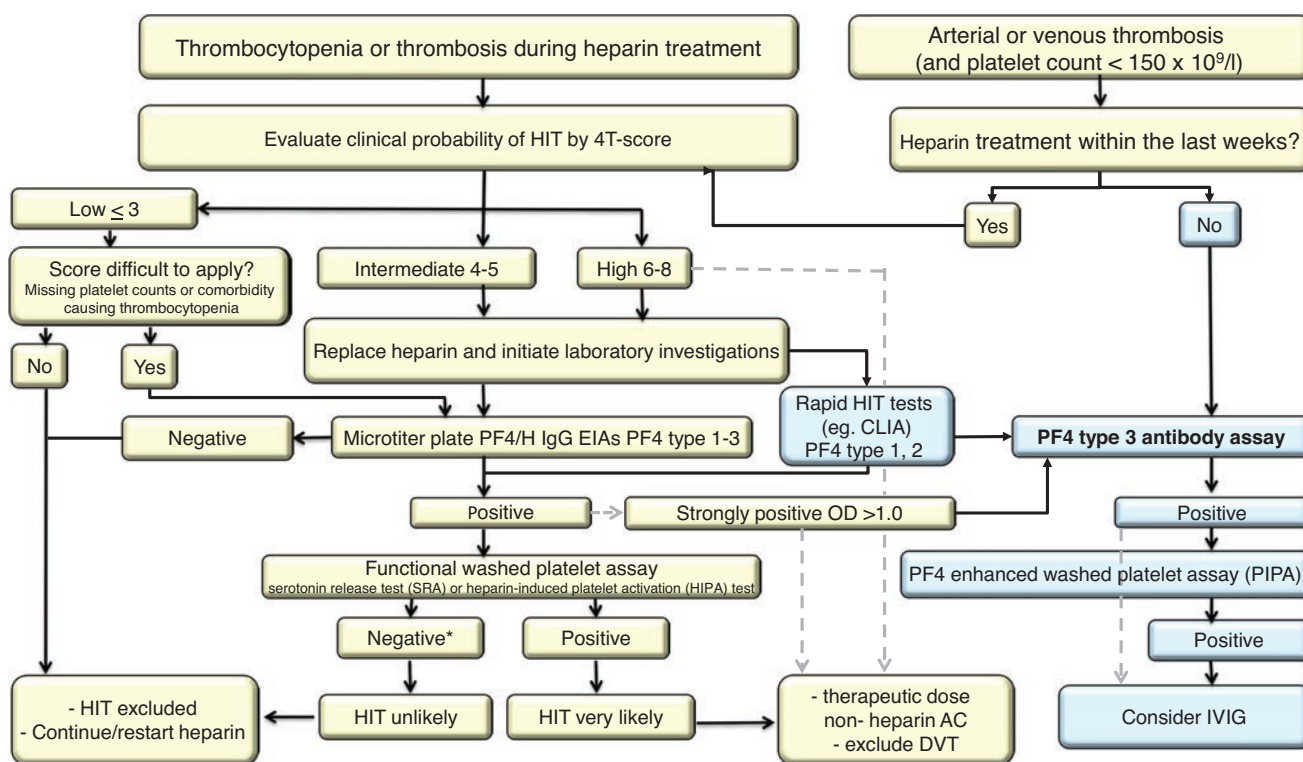 Thrombocytopenia or thrombosis during heparin treatment
Arterial or venous thrombosis
(and platelet count < 150 x 10⁹/l)
Evaluate clinical probability of HIT by 4T-score
Heparin treatment within the last weeks?
Low ≤ 3
Yes
No
Score difficult to apply?
Missing platelet counts or comorbidity
causing thrombocytopenia
Intermediate 4-5
High 6-8
No
Yes
Replace heparin and initiate laboratory investigations
Rapid HIT tests
(eg. CLIA)
PF4 type 1, 2
Negative
Microtiter plate PF4/H IgG EIAs PF4 type 1-3
PF4 type 3 antibody assay
Positive
Strongly positive OD >1.0
Positive
Functional washed platelet assay
serotonin release test (SRA) or heparin-induced platelet activation (HIPA) test
PF4 enhanced washed platelet assay (PIPA)
Negative*
Positive
Positive
- HIT excluded
- Continue/restart heparin
HIT unlikely
HIT very likely
- therapeutic dose
non- heparin AC
- exclude DVT
Consider IVIG